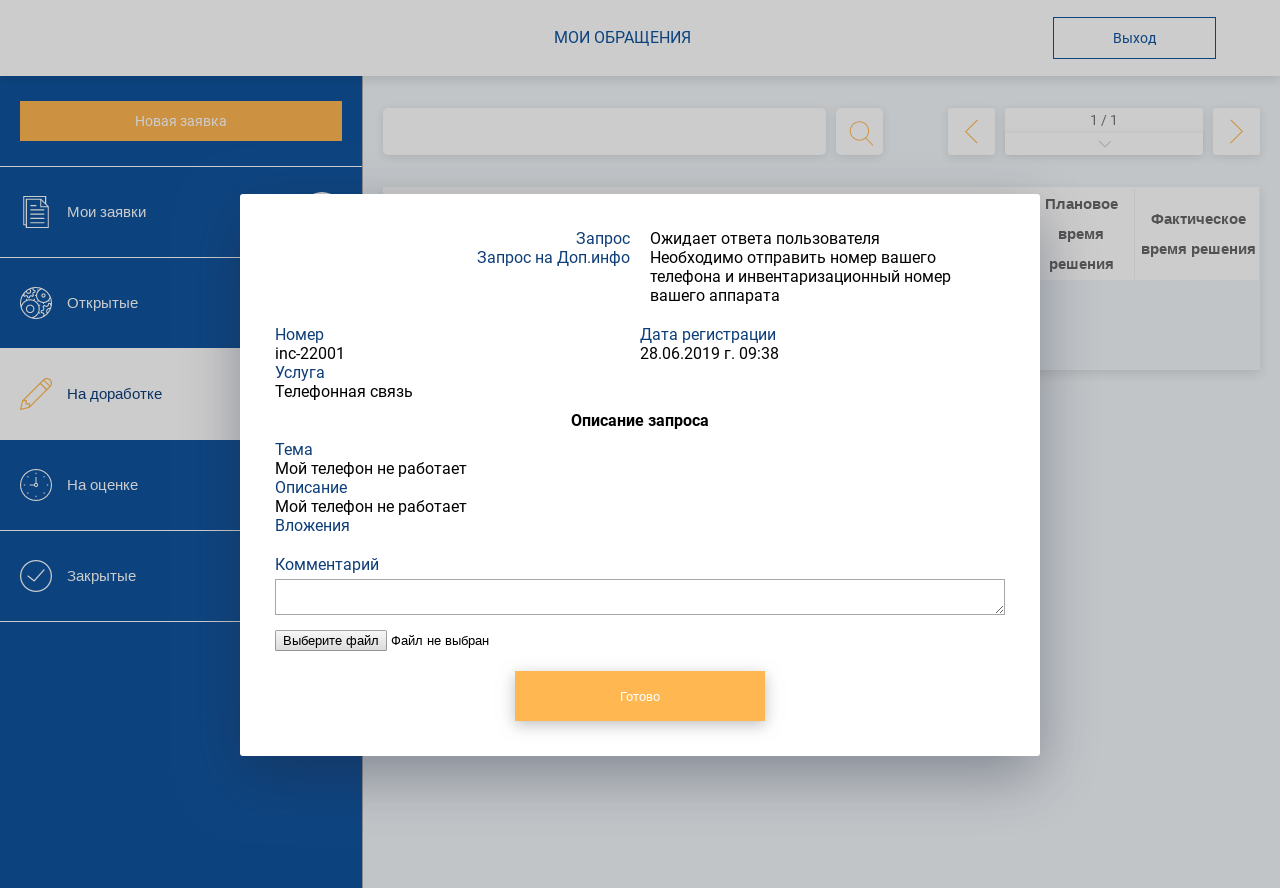 МОИ ОБРАЩЕНИЯ
Выход
Новая заявка
1 / 1
Мои заявки
Открытые
На доработке
На оценке
Закрытые
Плановое
время
решения
Фактическое
время решения
Запрос
Ожидает ответа пользователя
Запрос на Доп.инфо
Необходимо отправить номер вашего
телефона и инвентаризационный номер
вашего аппарата
Номер
Дата регистрации
inc-22001
28.06.2019 г. 09:38
Услуга
Телефонная связь
Описание запроса
Тема
Мой телефон не работает
Описание
Мой телефон не работает
Вложения
Комментарий
Выберите файл Файл не выбран
Готово